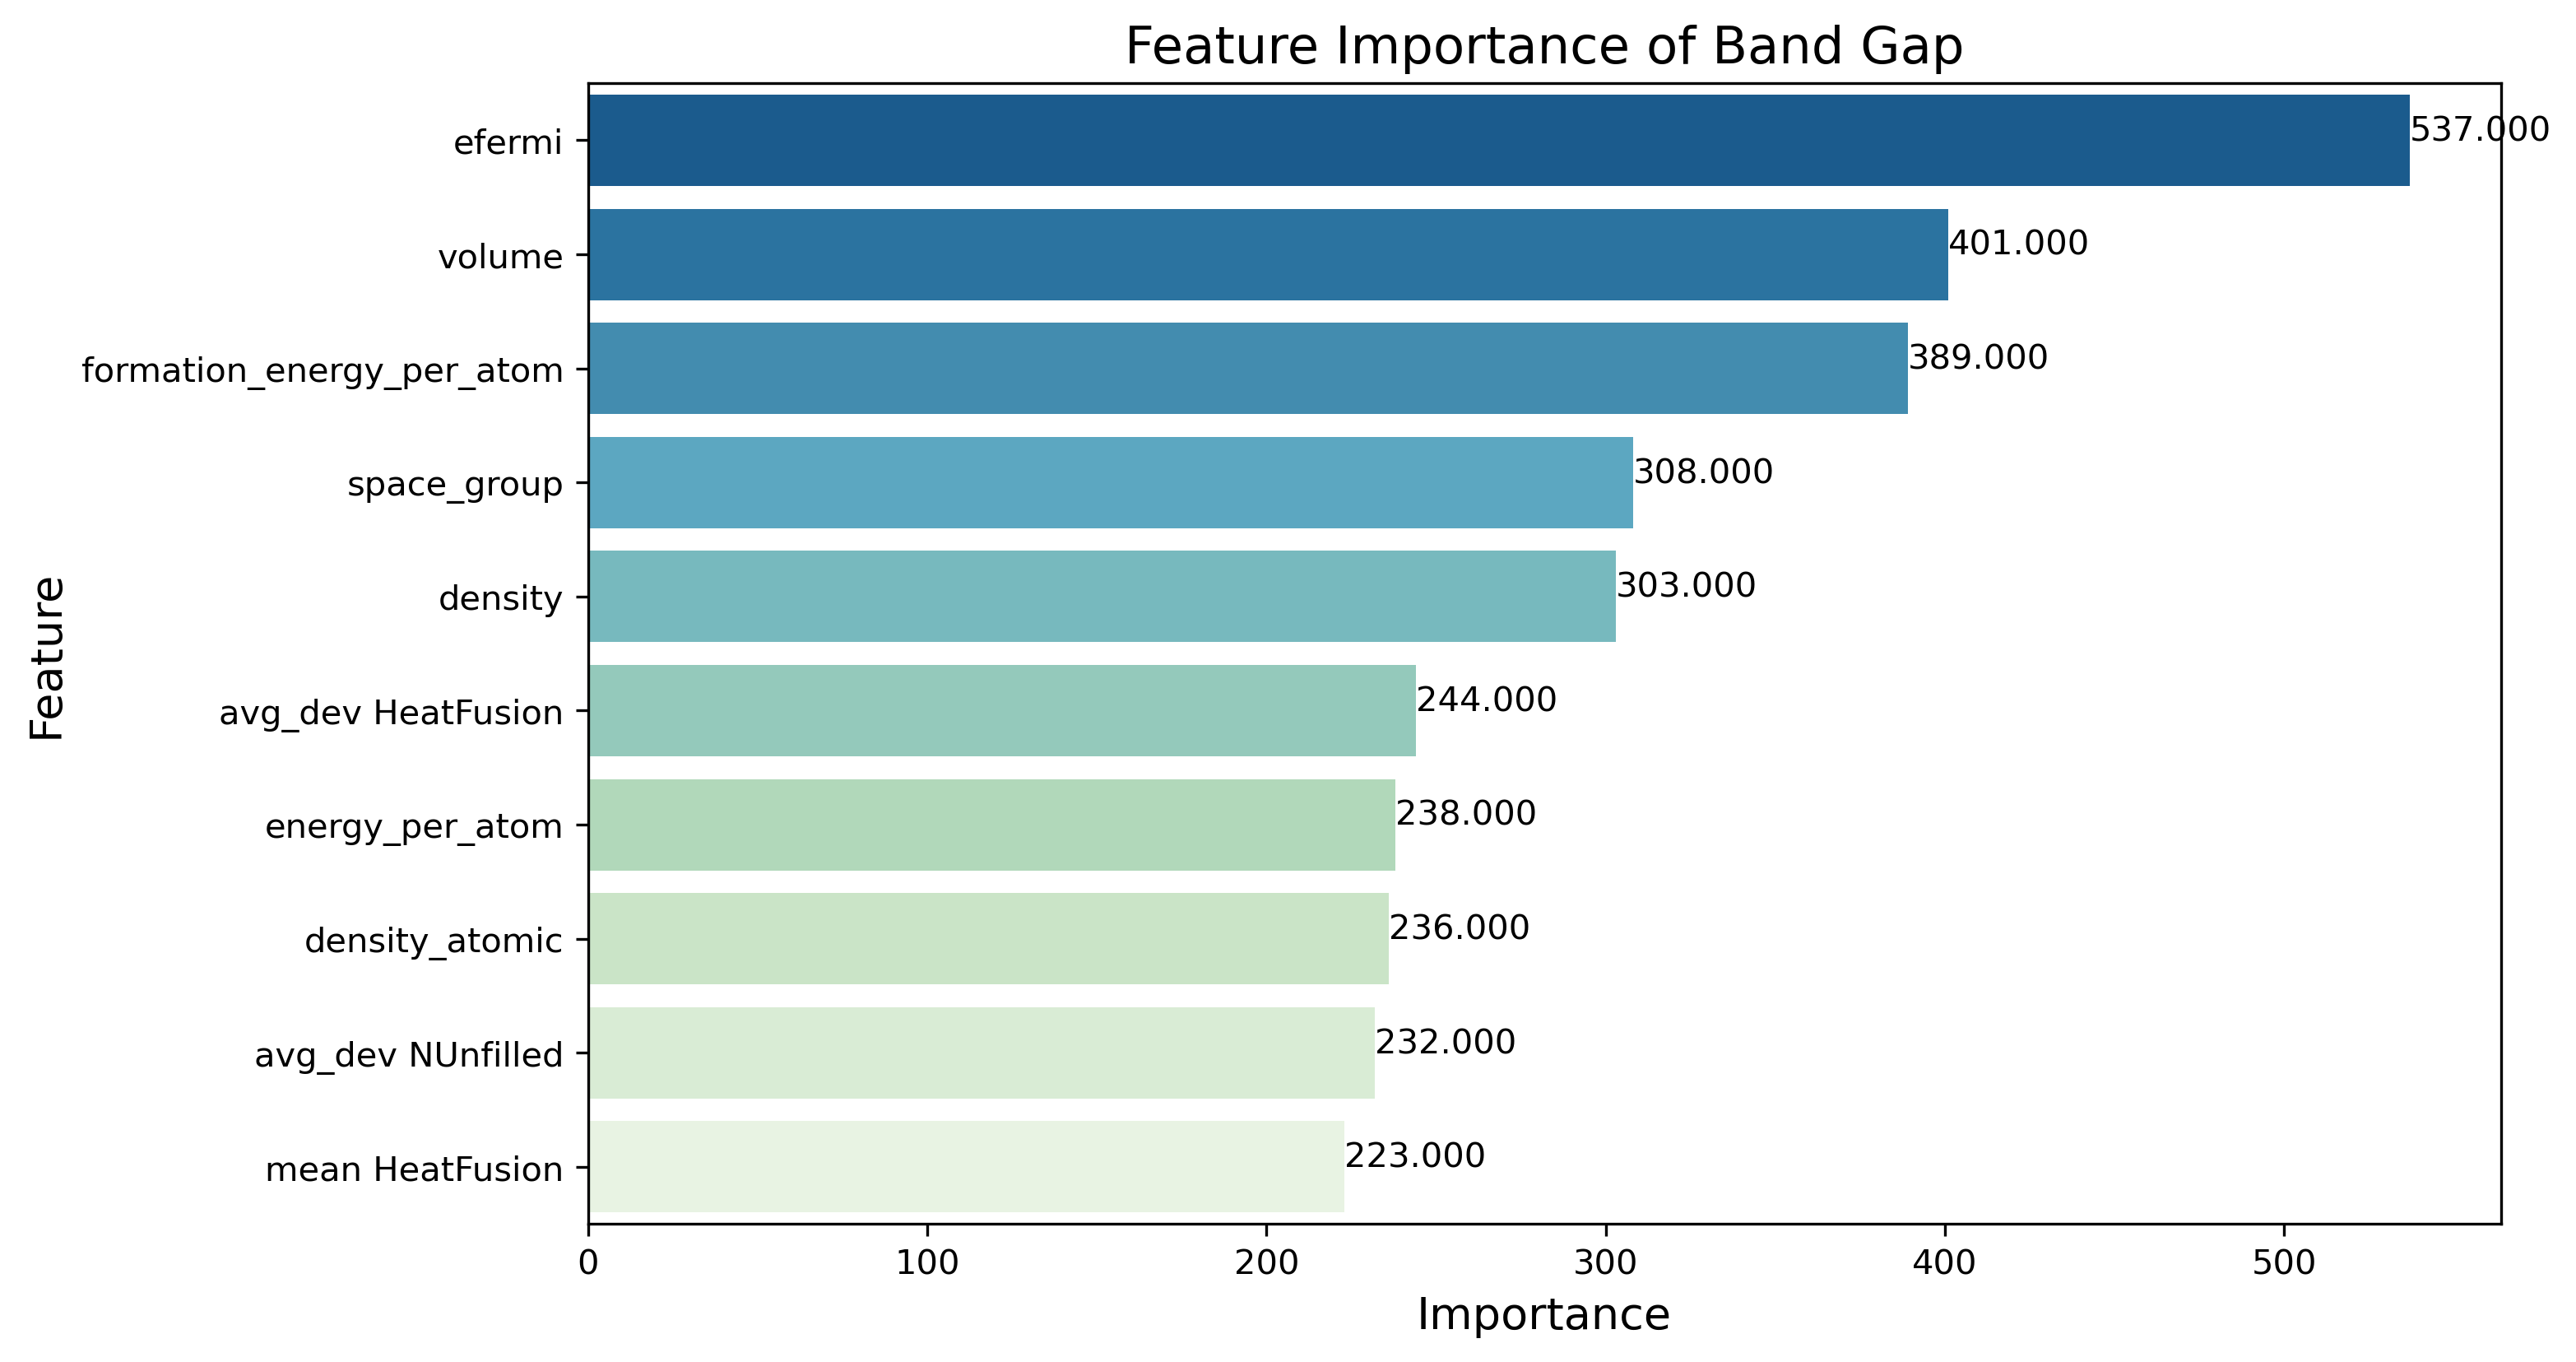 Feature Importance of Band Gap
efermi
537.000
volume
401.000
formation_energy_per_atom
389.000
space_group
308.000
density
303.000
avg_dev HeatFusion
244.000
energy_per_atom
238.000
density_atomic
236.000
avg_dev NUnfilled
232.000
mean HeatFusion
223.000
Feature
0 100 200 300 400 500
Importance